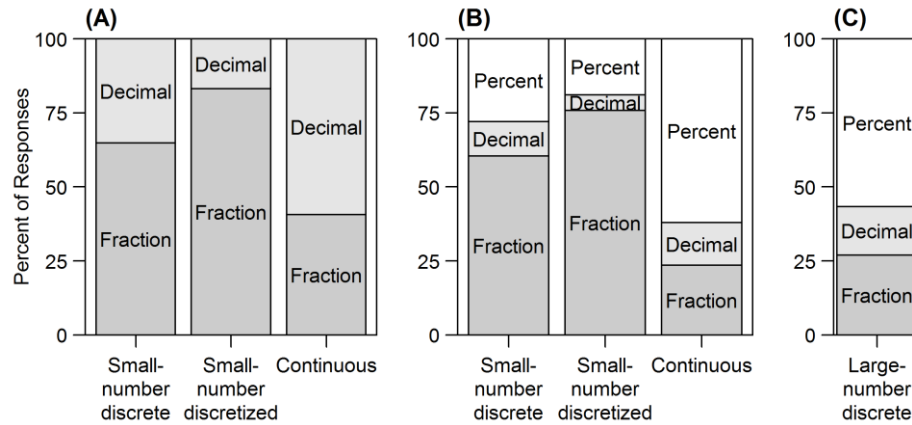 (A)
Percent of Responses
100
75
50
25
0
Decimal
Fraction
Decimal
Fraction
Decimal
Fraction
Small-
number
discrete
Small-
number
discretized
Continuous
(B)
100
75
50
25
0
Percent
Decimal
Fraction
Percent
Decimal
Fraction
Percent
Decimal
Fraction
Small-
number
discrete
Small-
number
discretized
Continuous
(C)
100
75
50
25
0
Percent
Decimal
Fraction
Large-
number
discrete